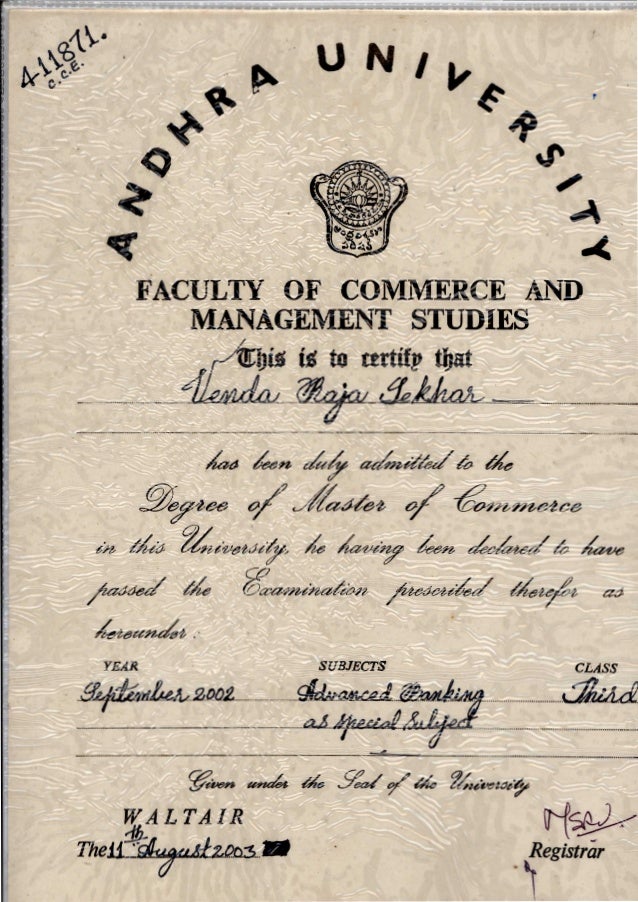 4-11871.
C.C.E.
ANDHRA UNIVERSITY
FACULTY OF COMMERCE AND
MANAGEMENT STUDIES
This is to certify that
Venda Raja Sekhar
has been duly admitted to the
Degree of Master of Commerce
in this University, he having been declared to have
passed the Examination prescribed therefor as
hereunder :
YEAR SUBJECTS CLASS
September 2002 Advanced Banking Third
as special subject
Given under the Seal of the University
WALTAIR
The 11th August 2003
Registrar